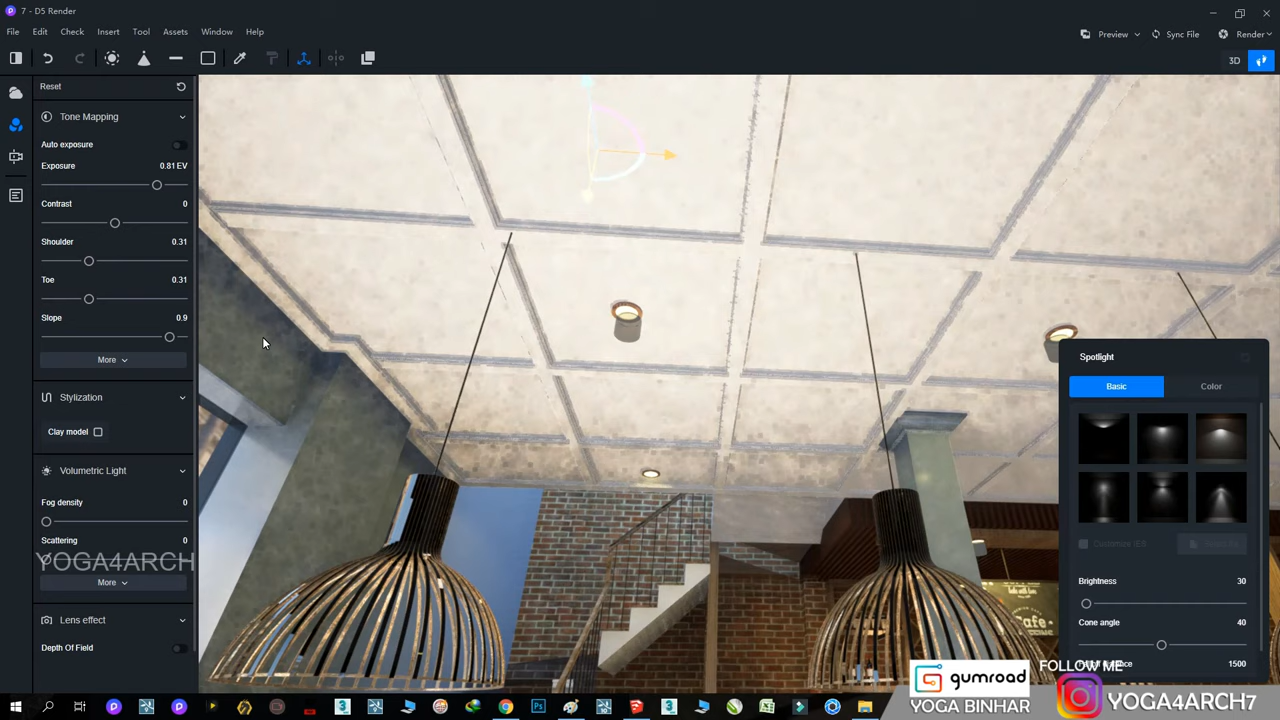 7 - D5 Render
File Edit Check Insert Tool Assets Window Help
Preview Sync File Render
3D
Reset
Tone Mapping
Auto exposure
Exposure 0.81 EV
Contrast 0
Shoulder 0.31
Toe 0.31
Slope 0.9
More
Stylization
Clay model
Volumetric Light
Fog density 0
Scattering 0
YOGA4ARCH
More
Lens effect
Depth Of Field
Spotlight
Basic Color
Customize IES
Brightness 30
Cone angle 40
1500
Cafe
FOLLOW ME
gumroad
YOGA BINHAR
YOGA4ARCH7